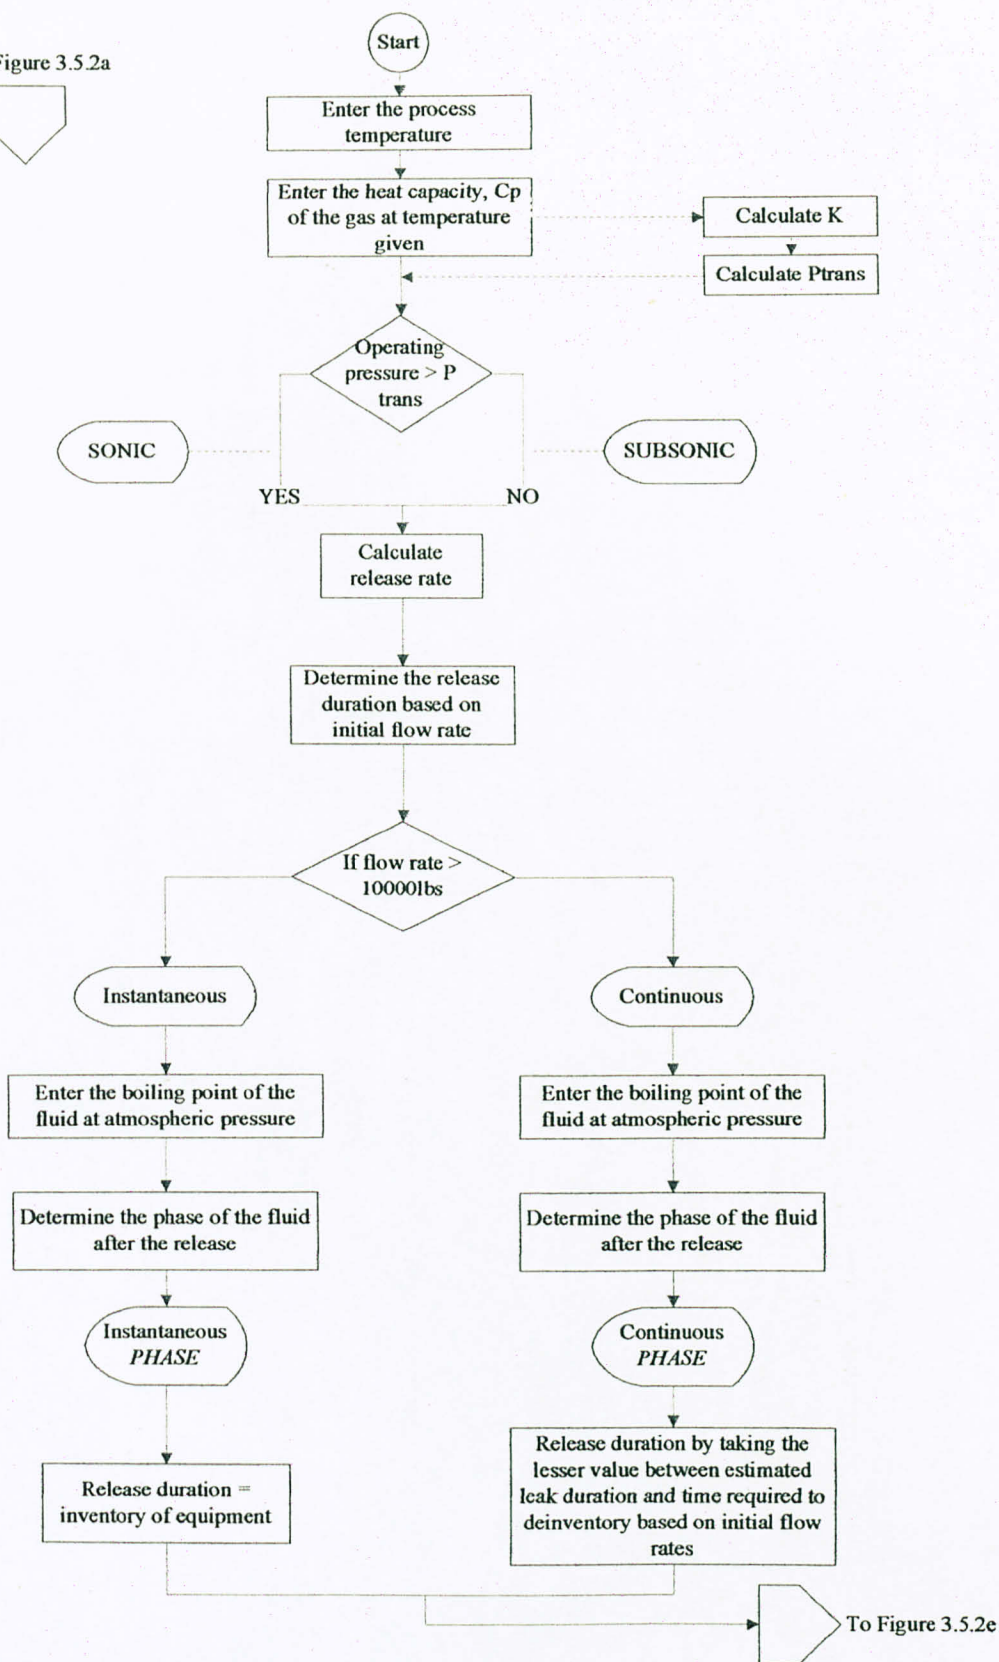 Start
igure 3.5.2a
Enter the process
temperature
Enter the heat capacity, Cp
of the gas at temperature
given
Calculate K
Calculate Ptrans
Operating
pressure > P
trans
SONIC
SUBSONIC
YES
NO
Calculate
release rate
Determine the release
duration based on
initial flow rate
If flow rate >
10000lbs
Instantaneous
Continuous
Enter the boiling point of the
fluid at atmospheric pressure
Enter the boiling point of the
fluid at atmospheric pressure
Determine the phase of the fluid
after the release
Determine the phase of the fluid
after the release
Instantaneous
PHASE
Continuous
PHASE
Release duration =
inventory of equipment
Release duration by taking the
lesser value between estimated
leak duration and time required to
deinventory based on initial flow
rates
To Figure 3.5.2e